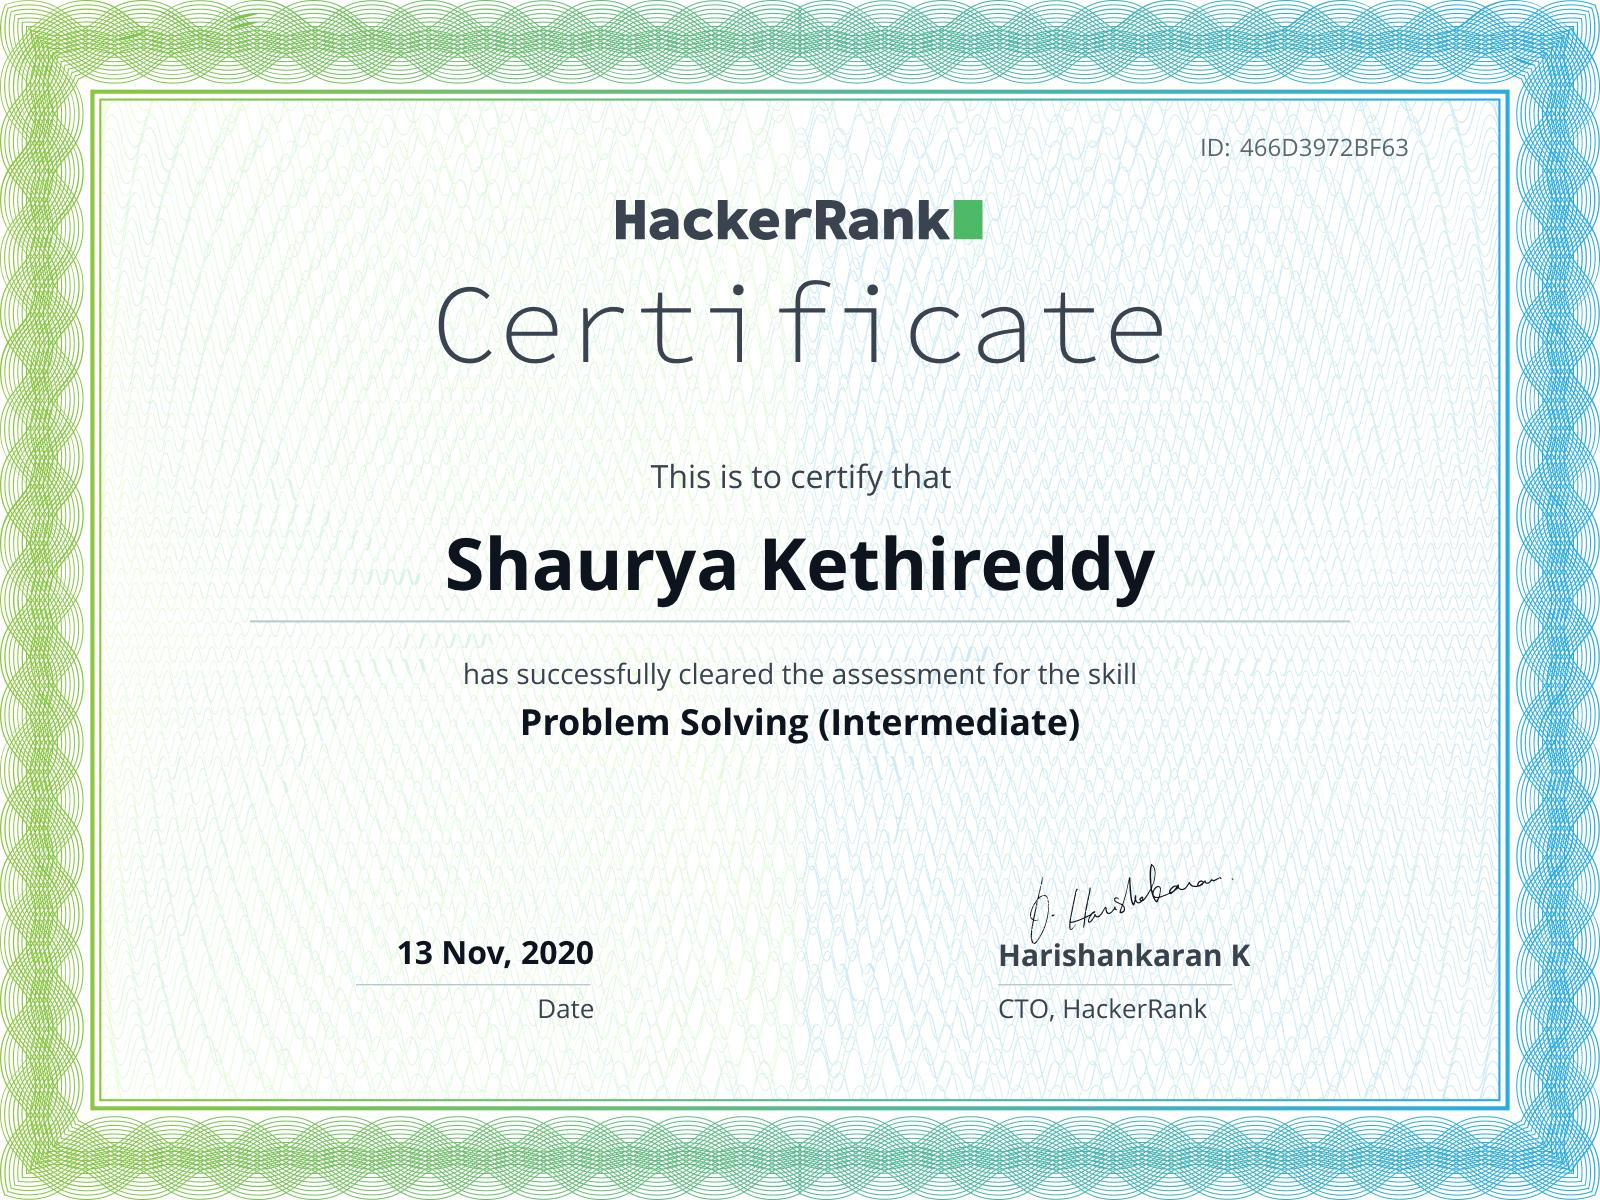 ID: 466D3972BF63
HackerRank
Certificate
This is to certify that
Shaurya Kethireddy
has successfully cleared the assessment for the skill
Problem Solving (Intermediate)
13 Nov, 2020
Date
Harishankaran K
CTO, HackerRank